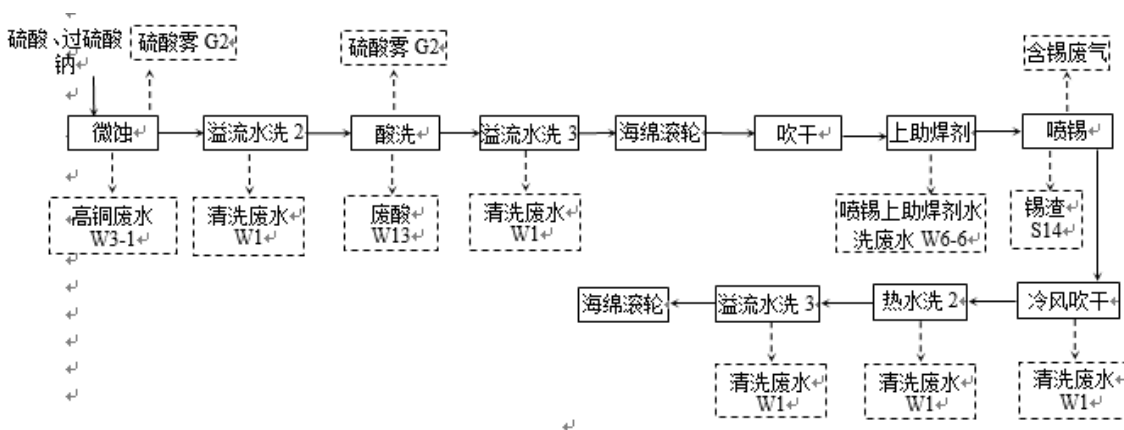 硫酸、过硫酸
钠
硫酸雾 G2
硫酸雾 G2
含锡废气
微蚀
溢流水洗 2
酸洗
溢流水洗 3
海绵滚轮
吹干
上助焊剂
喷锡
高铜废水
W3-1
清洗废水
W1
废酸
W13
清洗废水
W1
喷锡上助焊剂水
洗废水 W6-6
锡渣
S14
海绵滚轮
溢流水洗 3
热水洗 2
冷风吹干
清洗废水
W1
清洗废水
W1
清洗废水
W1